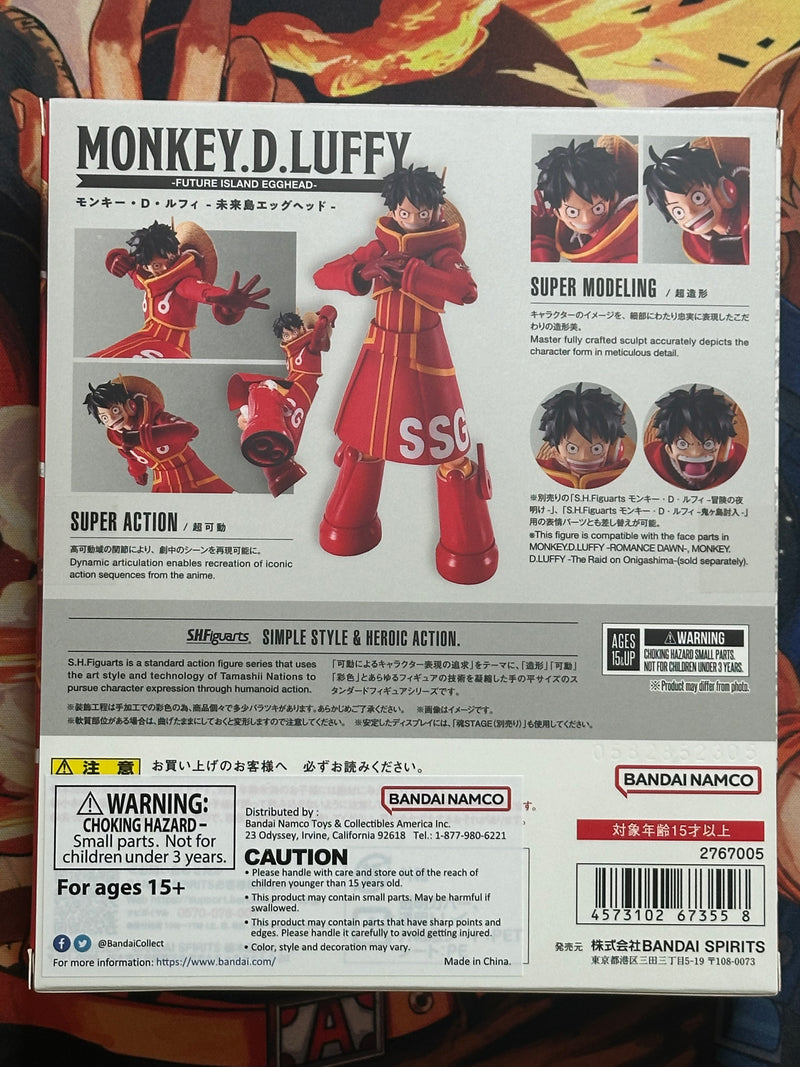 MONKEY.D.LUFFY
-FUTURE ISLAND EGGHEAD-
モンキー・D・ルフィ -未来島エッグヘッド-
SSG
SG
SUPER MODELING / 超造形
キャラクターのイメージを、細部にわたり忠実に表現したこだ
わりの造形美。
Master fully crafted sculpt accurately depicts the
character form in meticulous detail.
※別売りの「S.H.Figuarts モンキー・D・ルフィ -冒険の夜
明け-」、「S.H.Figuarts モンキー・D・ルフィ -鬼ヶ島討入-」
用の表情パーツとも差し替えが可能。
※This figure is compatible with the face parts in
MONKEY.D.LUFFY -ROMANCE DAWN-, MONKEY.
D.LUFFY -The Raid on Onigashima-(sold separately).
SUPER ACTION / 超可動
高可動域の関節により、劇中のシーンを再現可能に。
Dynamic articulation enables recreation of iconic
action sequences from the anime.
S.H.Figuarts SIMPLE STYLE & HEROIC ACTION.
S.H.Figuarts is a standard action figure series that uses
the art style and technology of Tamashii Nations to
pursue character expression through humanoid action.
「可動によるキャラクター表現の追求」をテーマに、「造形」「可動」
「彩色」とあらゆるフィギュアの技術を凝縮した手の平サイズのス
タンダードフィギュアシリーズです。
※塗装工程は手加工での彩色の為、商品個々で多少バラツキがあります。あらかじめご了承ください。 ※画像はイメージです。
※軟質部位がある場合は、曲げたままにしておくと変形しますので注意してください。 ※安定したディスプレイには、「魂STAGE(別売り)」も使用してください。
AGES
15&UP
WARNING
CHOKING HAZARD SMALL PARTS.
NOT FOR CHILDREN UNDER 3 YEARS.
※Product may differ from photo.
0582352305
注意 お買い上げのお客様へ 必ずお読みください。
WARNING:
CHOKING HAZARD –
Small parts. Not for
children under 3 years.
For ages 15+
@BandaiCollect
For more information: https://www.bandai.com/
BANDAI NAMCO
Distributed by :
Bandai Namco Toys & Collectibles America Inc.
23 Odyssey, Irvine, California 92618 Tel.: 1-877-980-6221
CAUTION
• Please handle with care and store out of the reach of
children younger than 15 years old.
• This product may contain small parts. May be harmful if
swallowed.
• This product may contain parts that have sharp points and
edges. Please handle it carefully to avoid getting injured.
• Color, style and decoration may vary.
Made in China.
す。
BANDAI NAMCO
対象年齢15才以上
2767005
4573102 673558
発売元 株式会社BANDAI SPIRITS
東京都港区三田三丁目5-19 〒108-0073
A